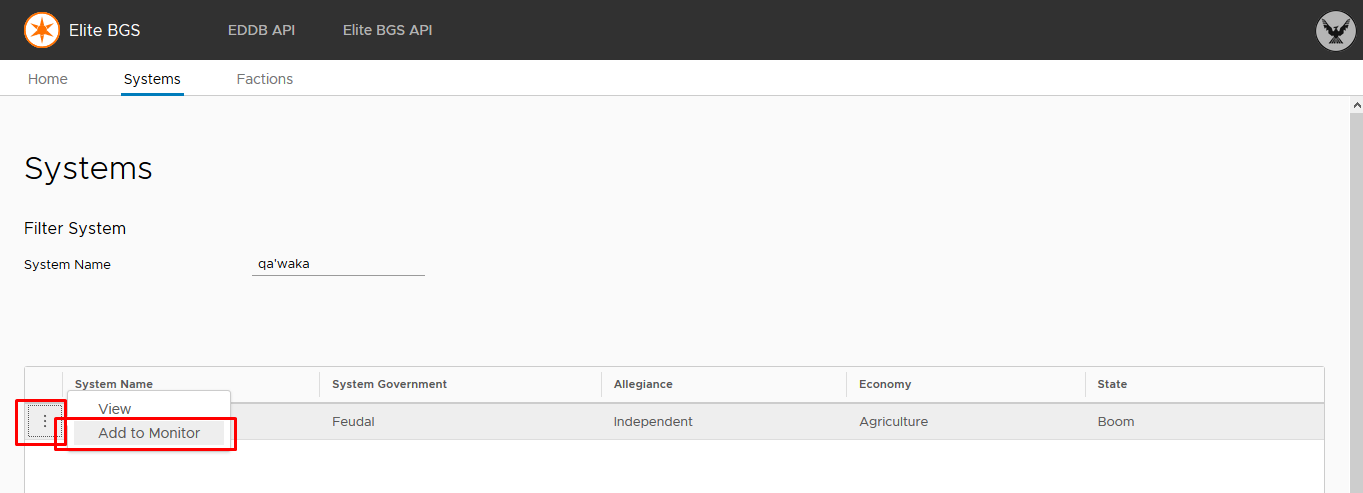 Elite BGS EDDB API Elite BGS API
Home Systems Factions
Systems
Filter System
System Name qa'waka
System Name System Government Allegiance Economy State
View
Feudal Independent Agriculture Boom
Add to Monitor